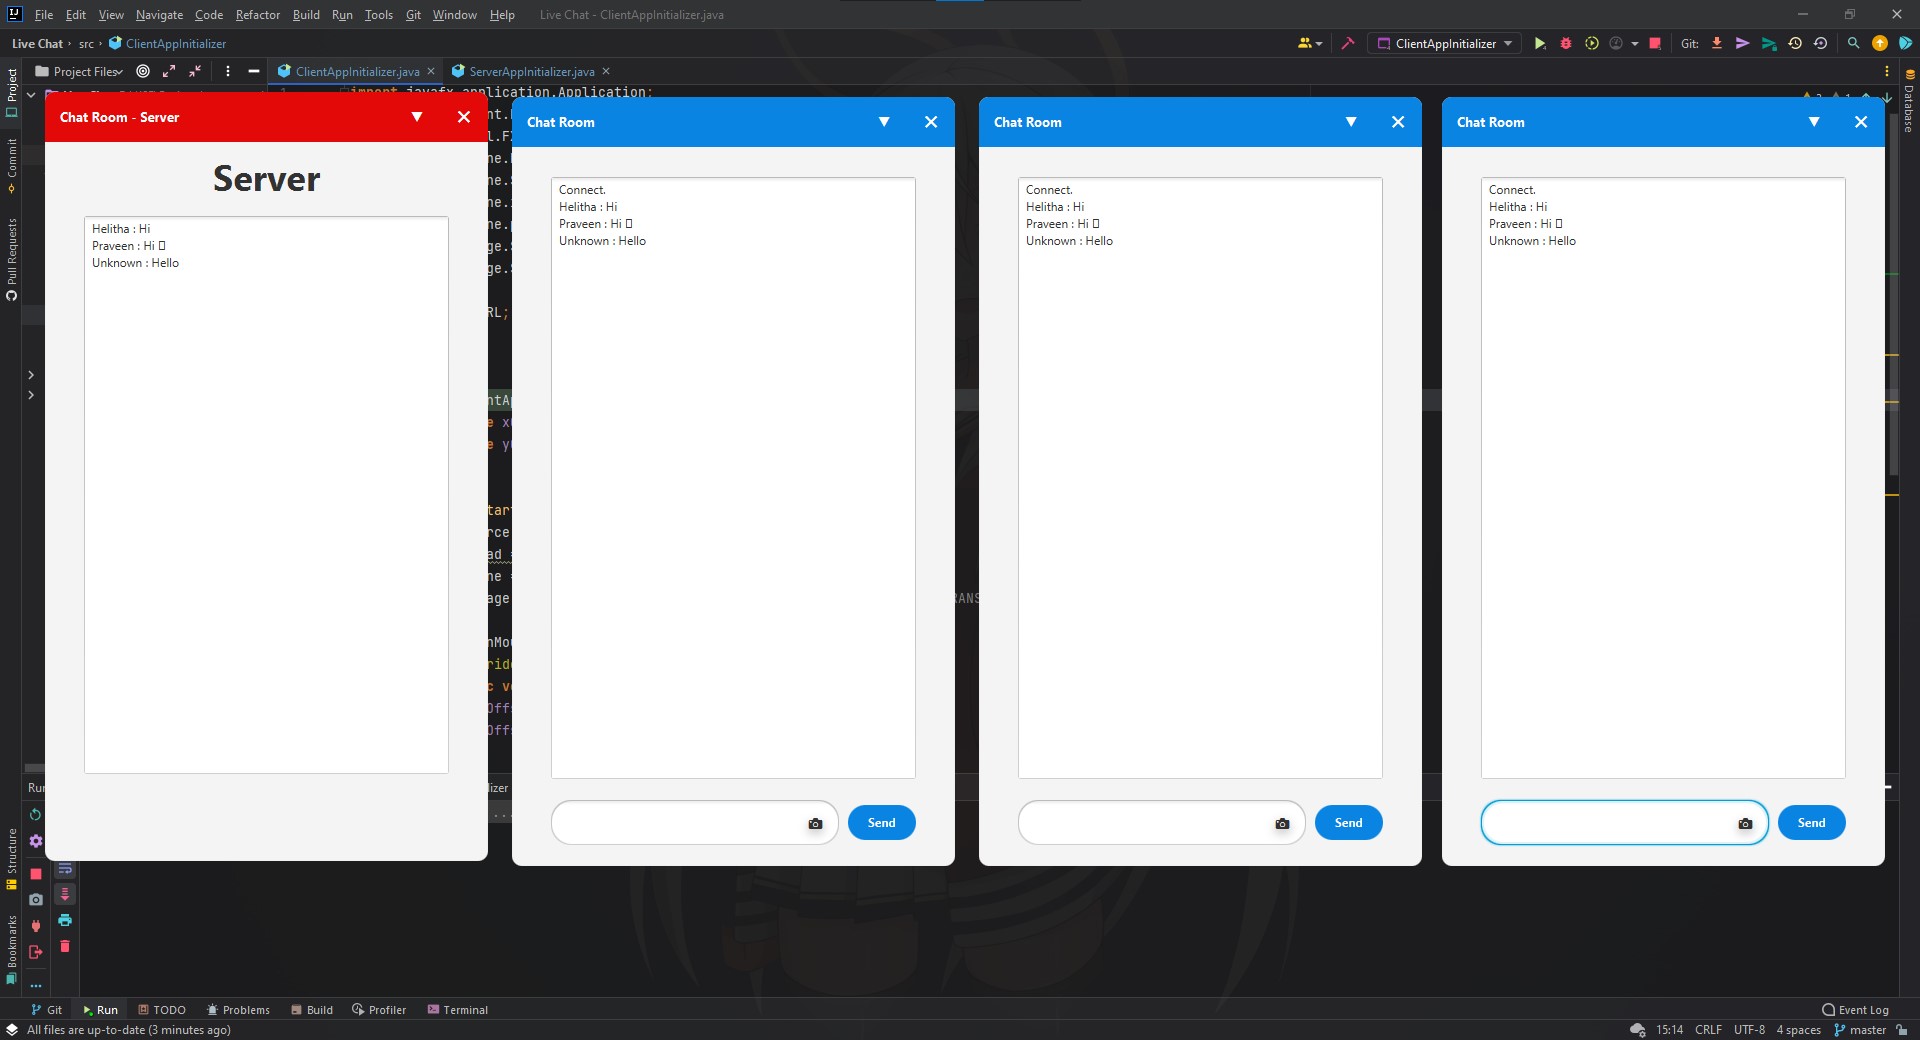 File Edit View Navigate Code Refactor Build Run Tools Git Window Help Live Chat - ClientAppInitializer.java
Live Chat src ClientAppInitializer
ClientAppInitializer
Git:
Project Files
ClientAppInitializer.java
ServerAppInitializer.java
Project
Commit
Pull Requests
Structure
Bookmarks
Database
1 import javafx.application.Application;
Chat Room - Server
Server
Helitha : Hi
Praveen : Hi
Unknown : Hello
Chat Room
Connect.
Helitha : Hi
Praveen : Hi
Unknown : Hello
Send
Chat Room
Connect.
Helitha : Hi
Praveen : Hi
Unknown : Hello
Send
Chat Room
Connect.
Helitha : Hi
Praveen : Hi
Unknown : Hello
Send
Git Run TODO Problems Build Profiler Terminal Event Log
All files are up-to-date (3 minutes ago) 15:14 CRLF UTF-8 4 spaces master